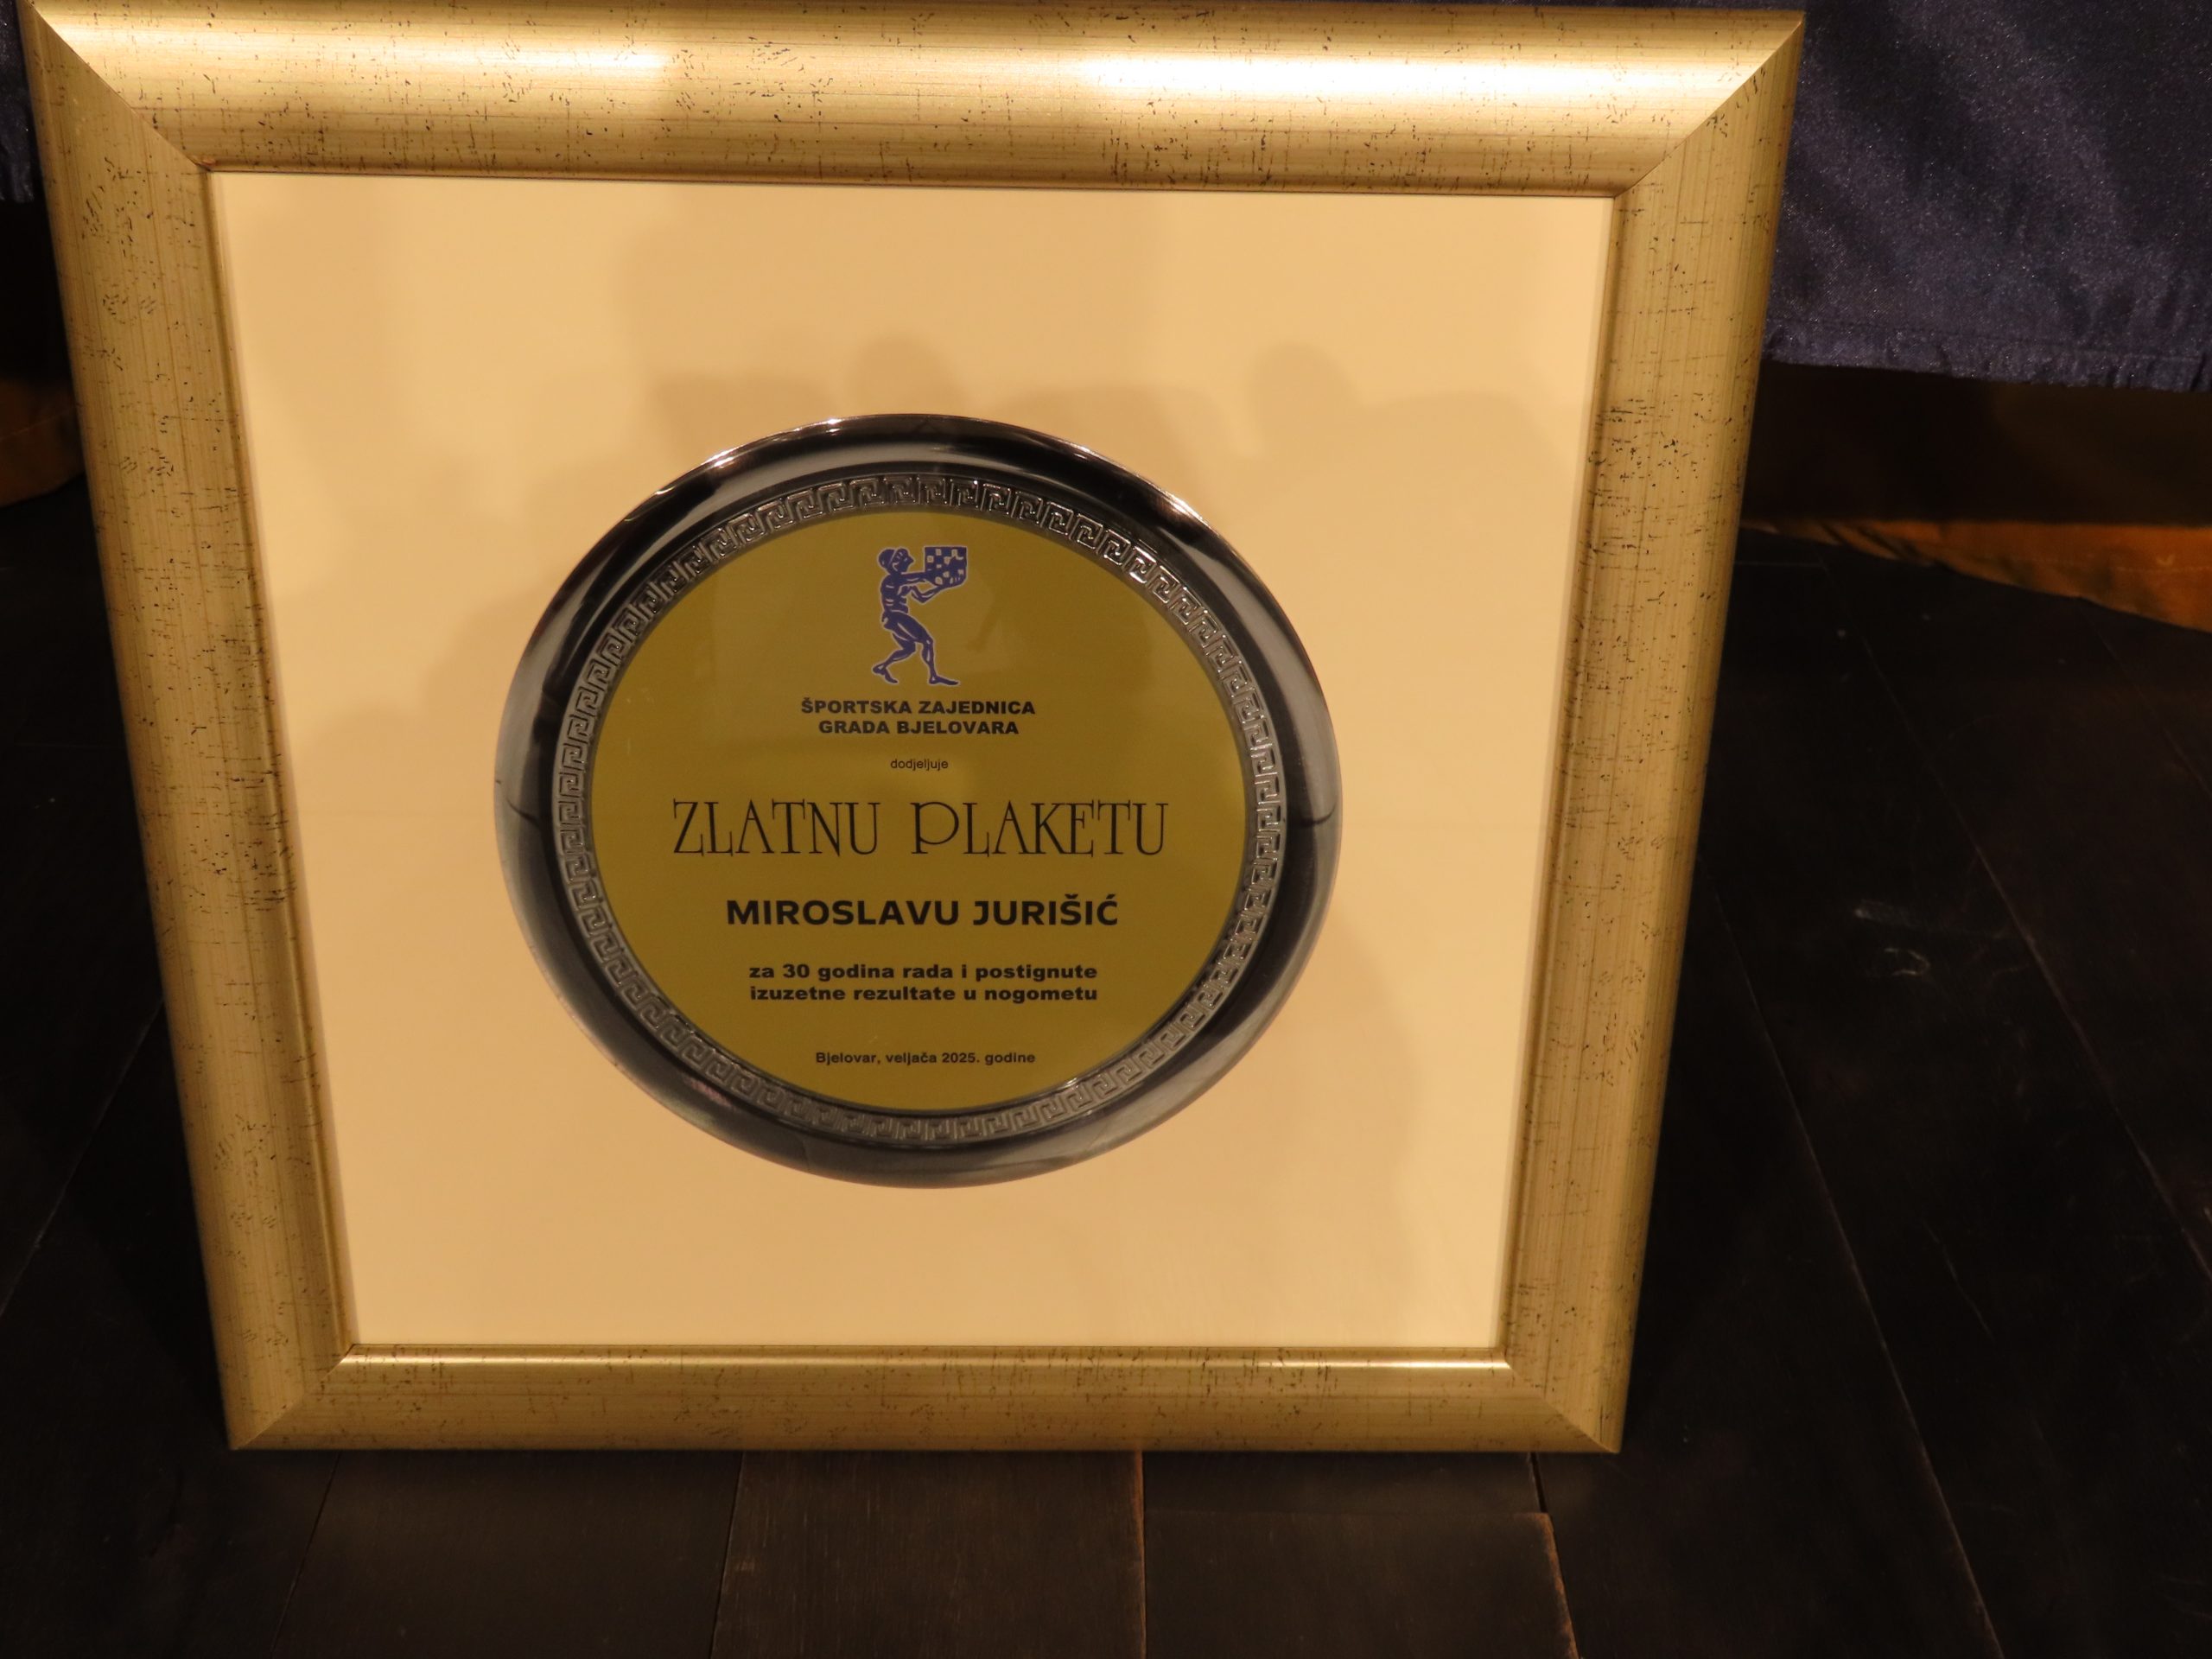 ŠPORTSKA ZAJEDNICA
GRADA BJELOVARA
dodjeljuje
ZLATNU PLAKETU
MIROSLAVU JURIŠIĆ
za 30 godina rada i postignute
izuzetne rezultate u nogometu
Bjelovar, veljača 2025. godine